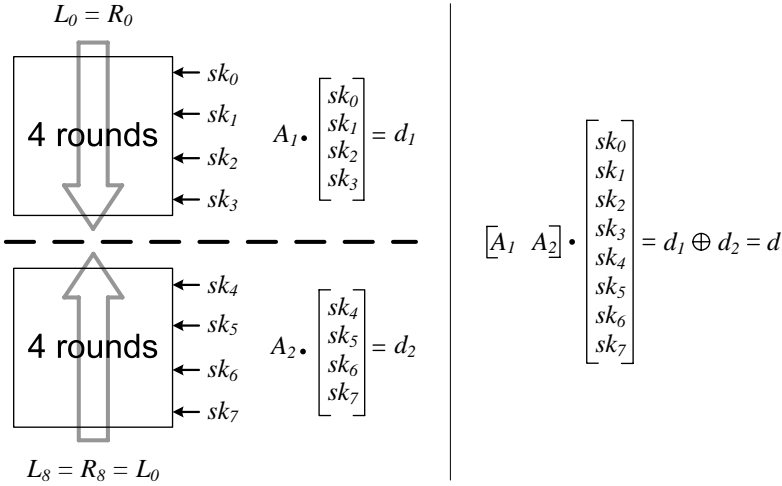 L₀ = R₀
4 rounds
sk₀
sk₁
sk₂
sk₃
A₁ • [sk₀
sk₁
sk₂
sk₃] = d₁
4 rounds
sk₄
sk₅
sk₆
sk₇
A₂ • [sk₄
sk₅
sk₆
sk₇] = d₂
L₈ = R₈ = L₀
[A₁ A₂] • [sk₀
sk₁
sk₂
sk₃
sk₄
sk₅
sk₆
sk₇] = d₁ ⊕ d₂ = d